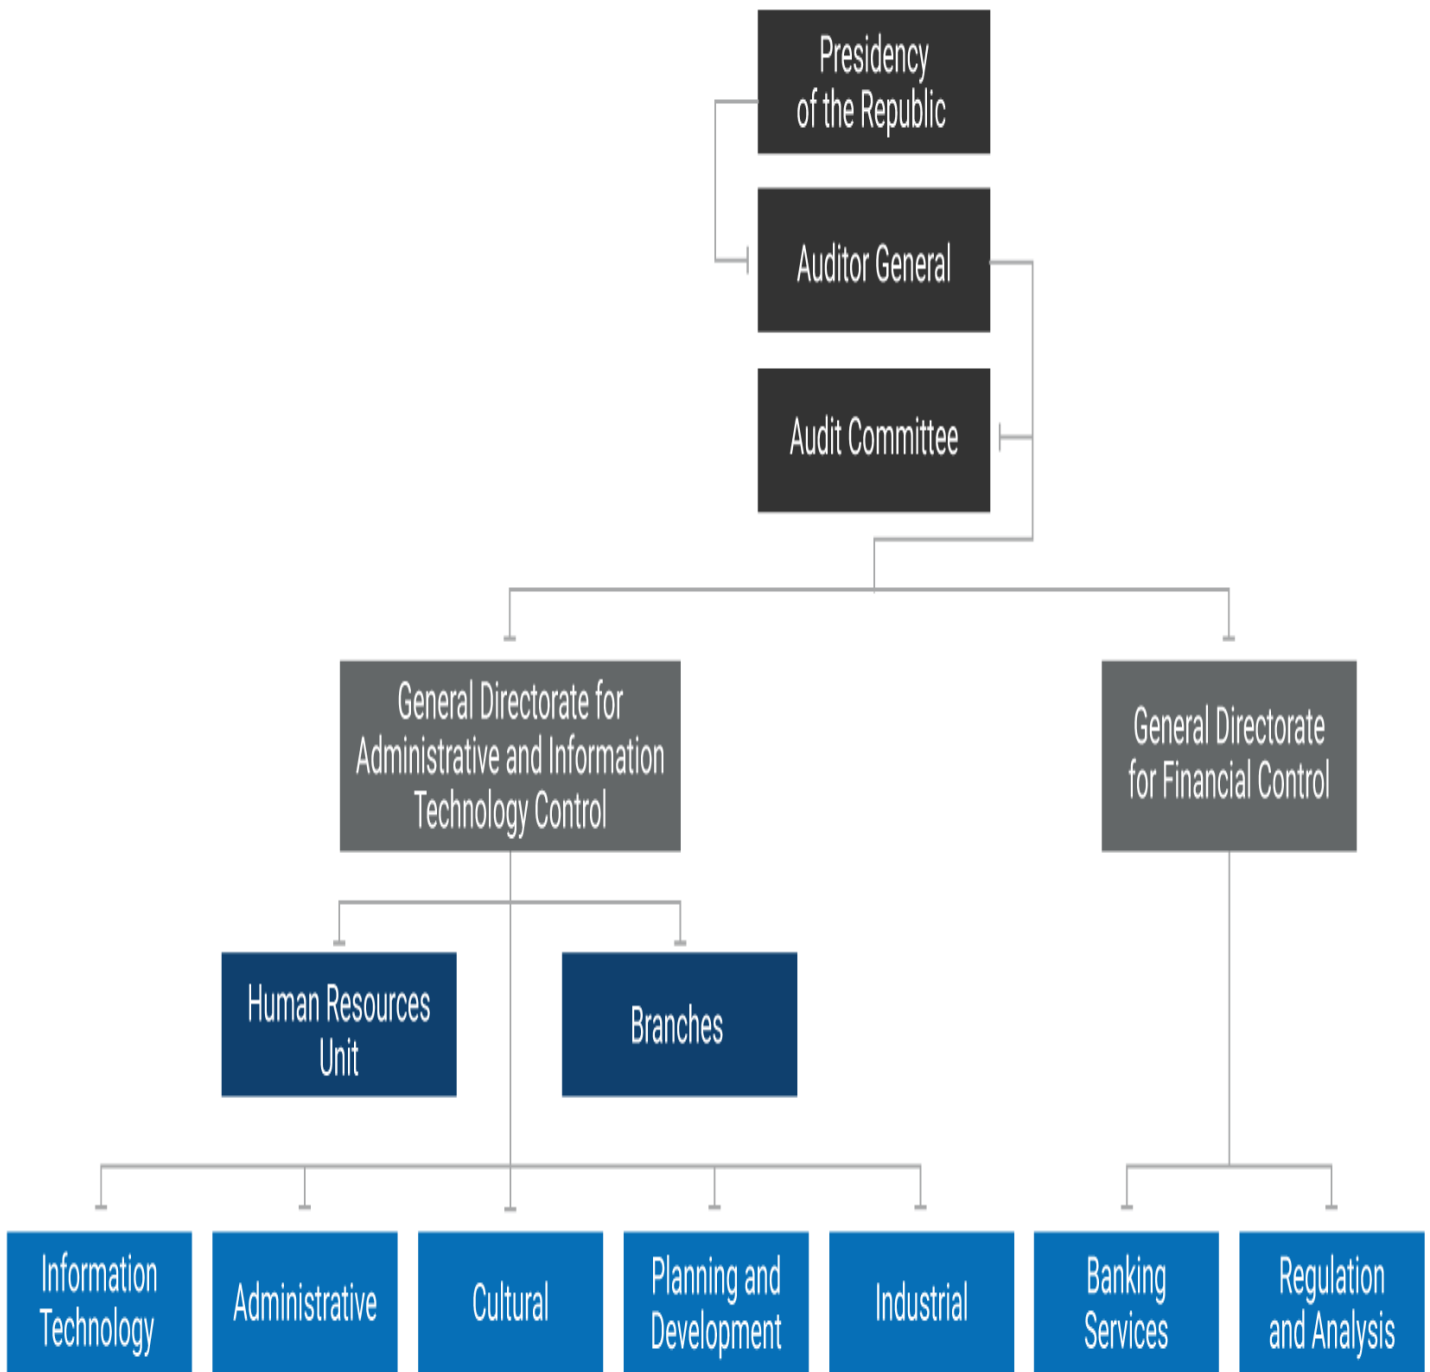 Presidency
of the Republic
Auditor General
Audit Committee
General Directorate for
Administrative and Information
Technology Control
General Directorate
for Financial Control
Human Resources
Unit
Branches
Information
Technology
Administrative
Cultural
Planning and
Development
Industrial
Banking
Services
Regulation
and Analysis